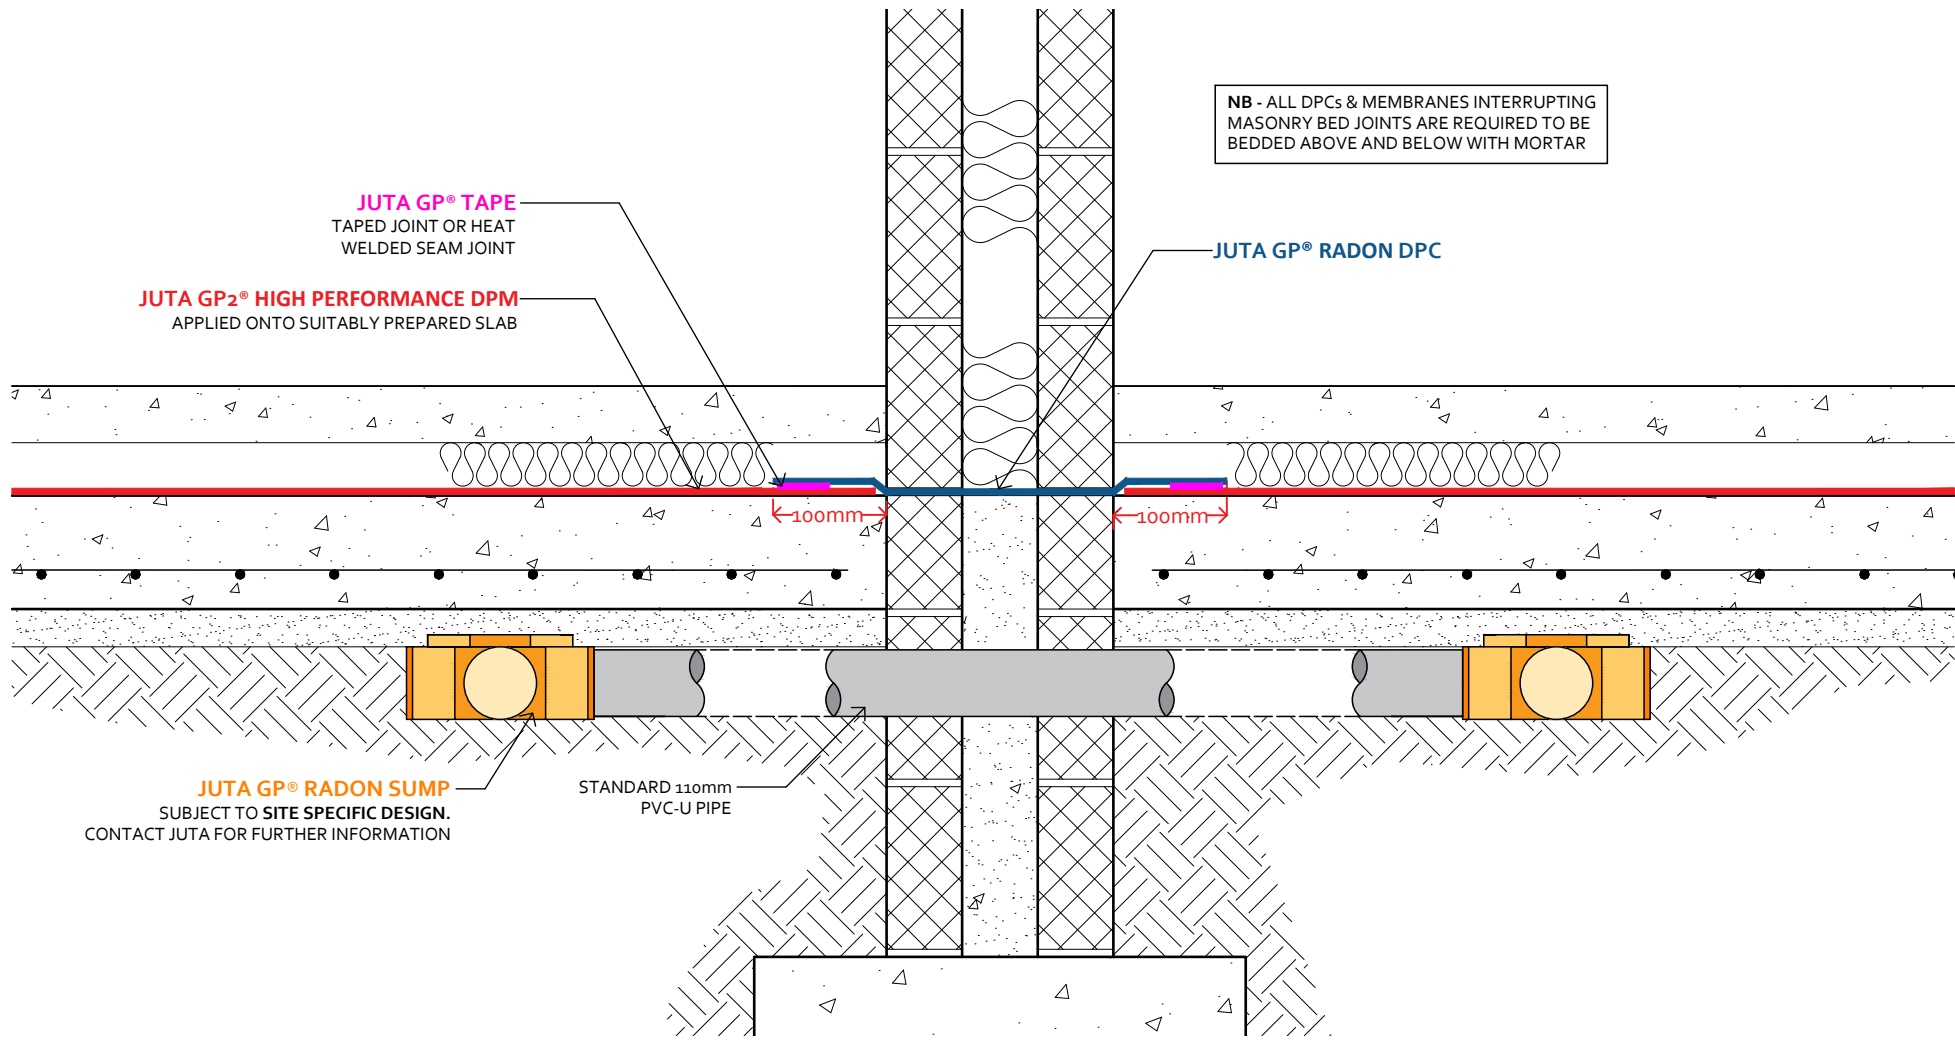 NB - ALL DPCs & MEMBRANES INTERRUPTING
MASONRY BED JOINTS ARE REQUIRED TO BE
BEDDED ABOVE AND BELOW WITH MORTAR
JUTA GP® TAPE
TAPED JOINT OR HEAT
WELDED SEAM JOINT
JUTA GP® RADON DPC
JUTA GP2® HIGH PERFORMANCE DPM
APPLIED ONTO SUITABLY PREPARED SLAB
100mm
100mm
JUTA GP® RADON SUMP
SUBJECT TO SITE SPECIFIC DESIGN.
CONTACT JUTA FOR FURTHER INFORMATION
STANDARD 110mm
PVC-U PIPE